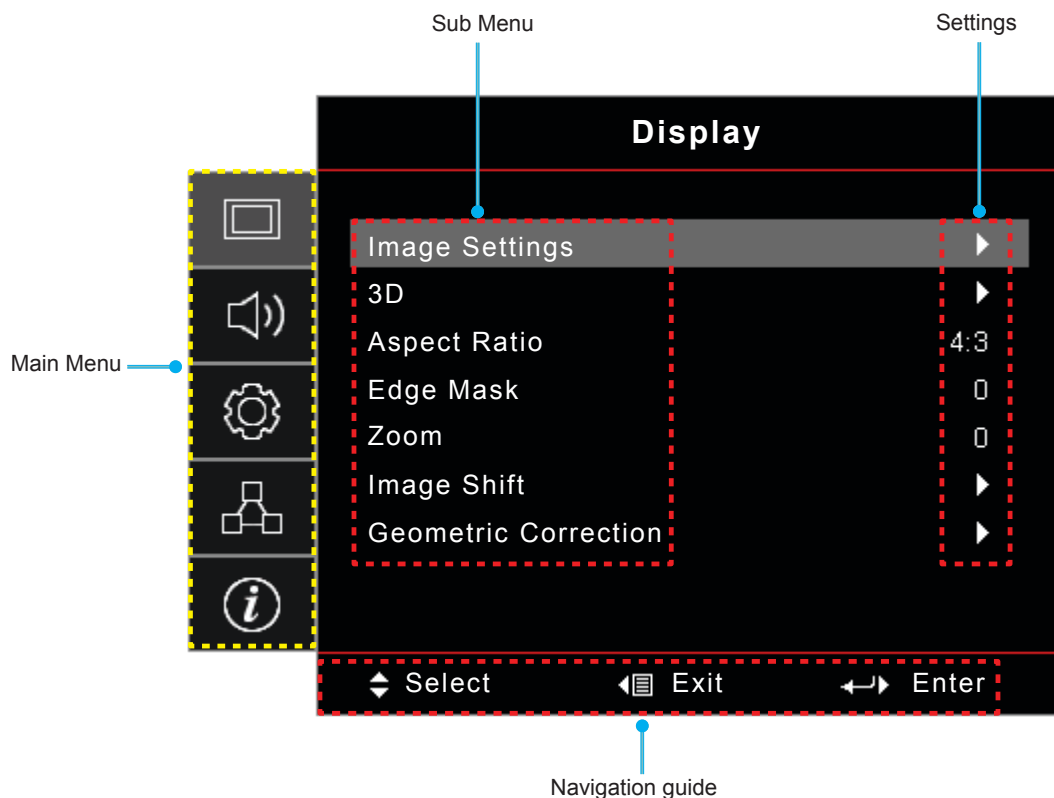 Sub Menu
Settings
Display
Main Menu
Image Settings
3D
Aspect Ratio 4:3
Edge Mask 0
Zoom 0
Image Shift
Geometric Correction
i
Select Exit Enter
Navigation guide